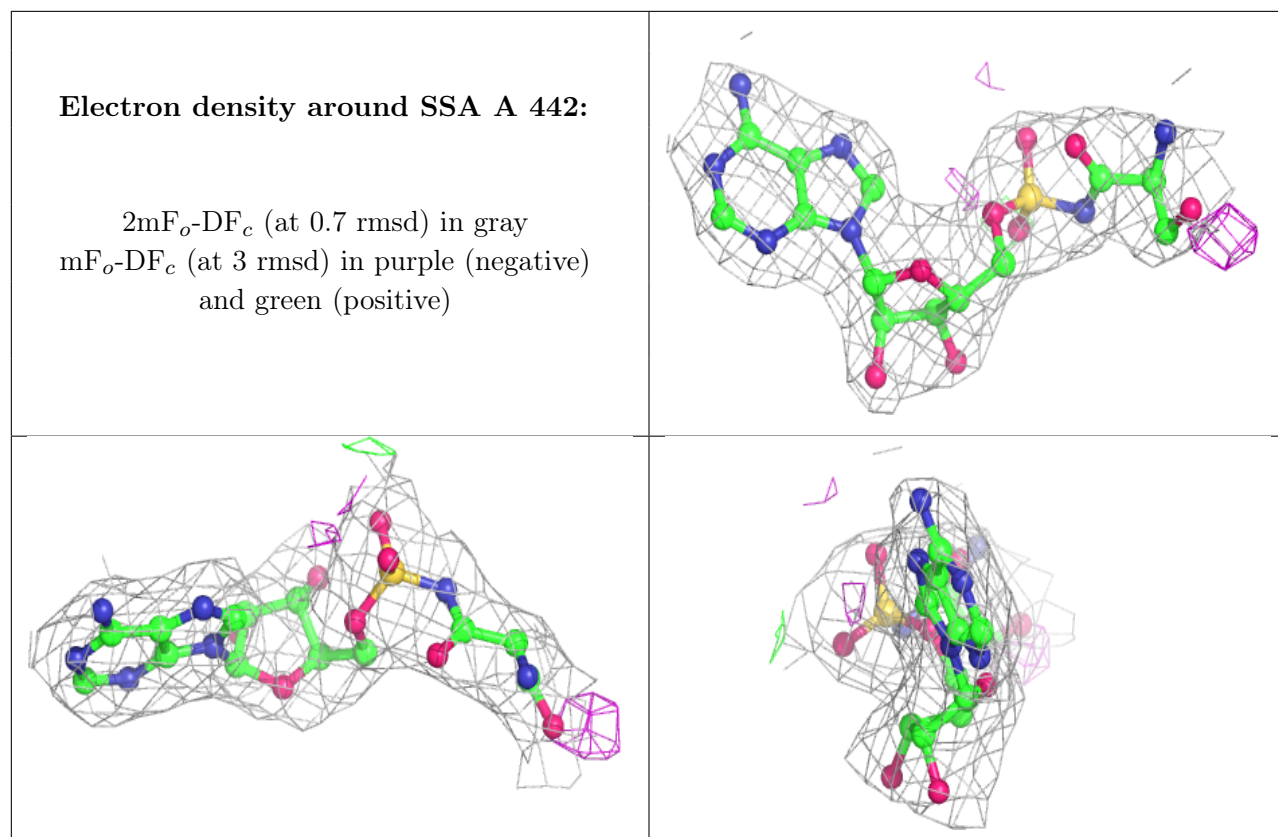 Electron density around SSA A 442:
2mFo-DFc (at 0.7 rmsd) in gray
mFo-DFc (at 3 rmsd) in purple (negative)
and green (positive)